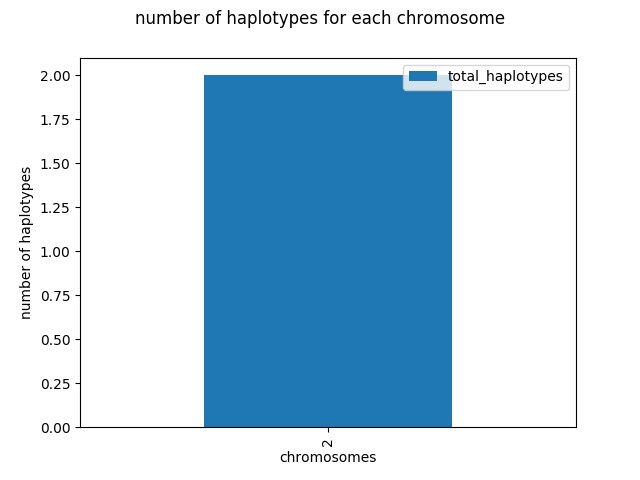 number of haplotypes for each chromosome
total_haplotypes
2.00
1.75
1.50
1.25
1.00
0.75
0.50
0.25
0.00
number of haplotypes
2
chromosomes